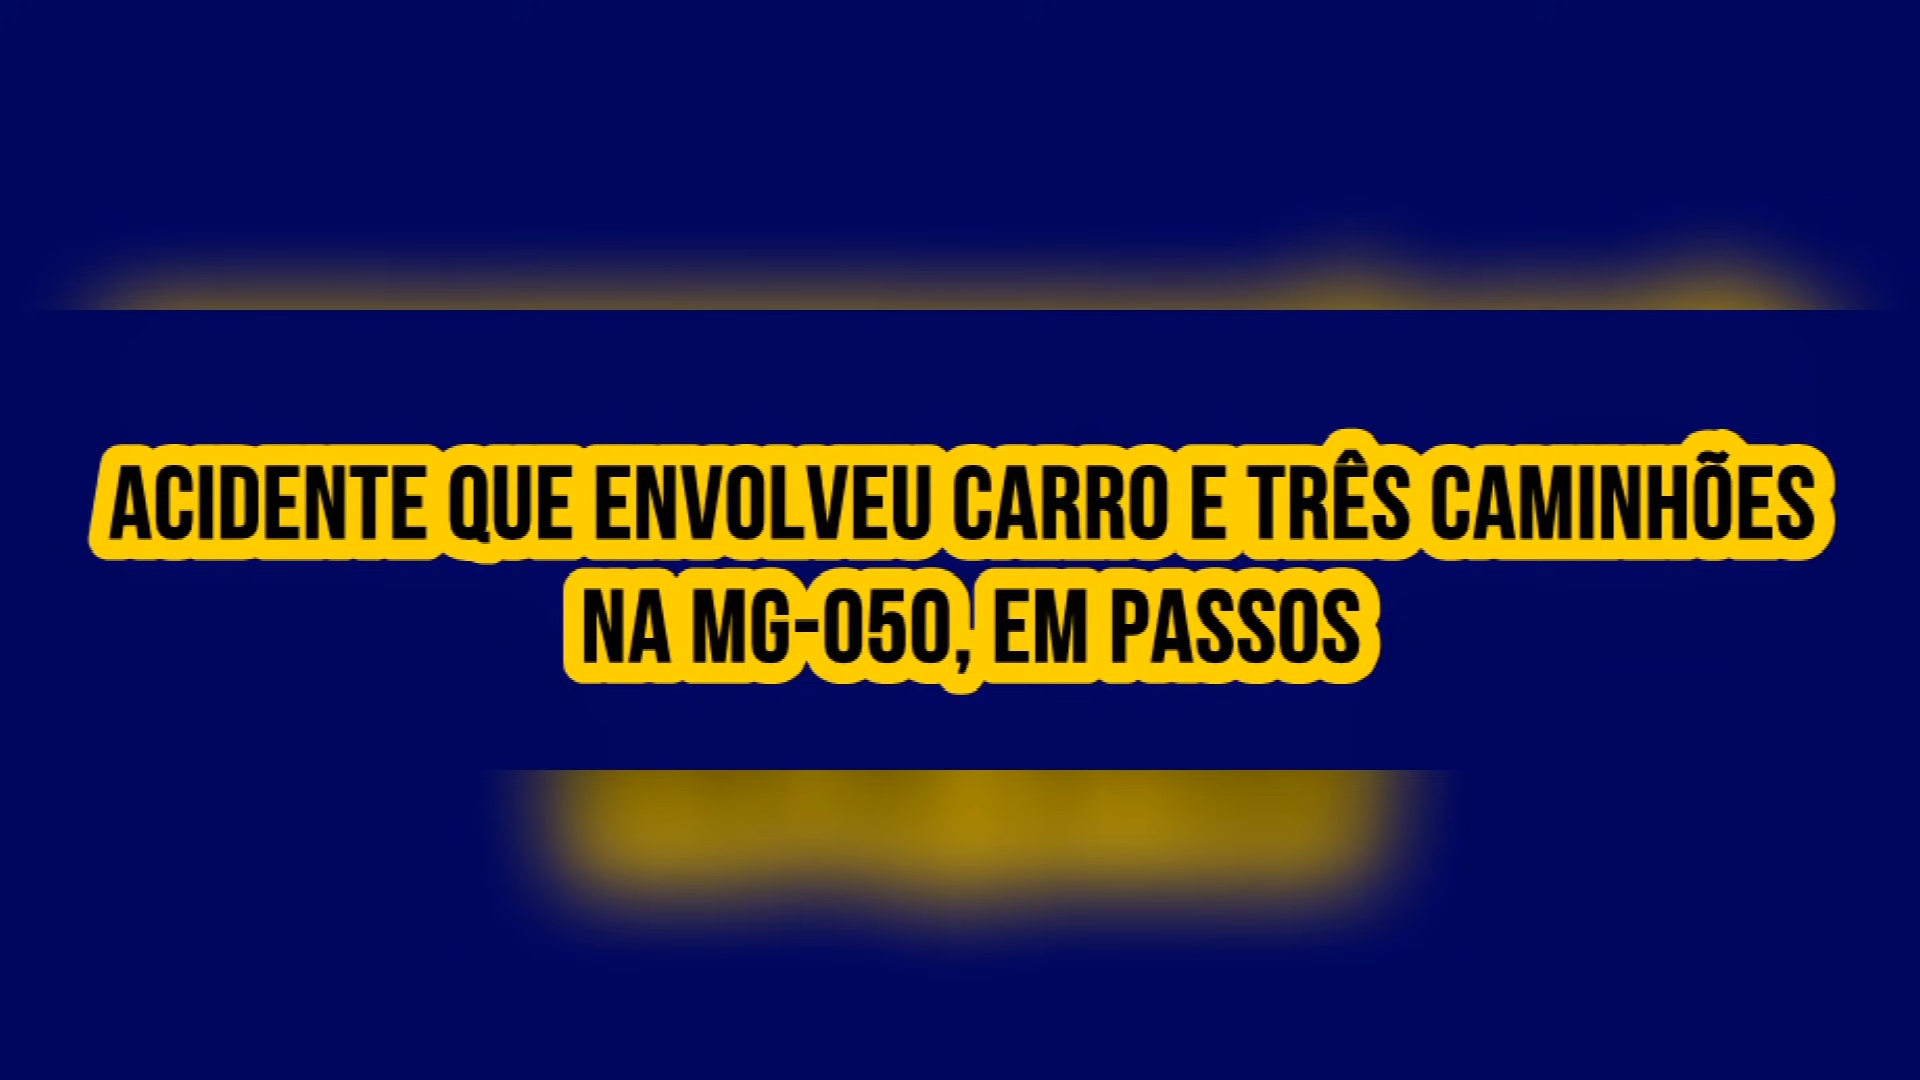 ACIDENTE QUE ENVOLVEU CARRO E TRÊS CAMINHÕES
NA MG-050, EM PASSOS